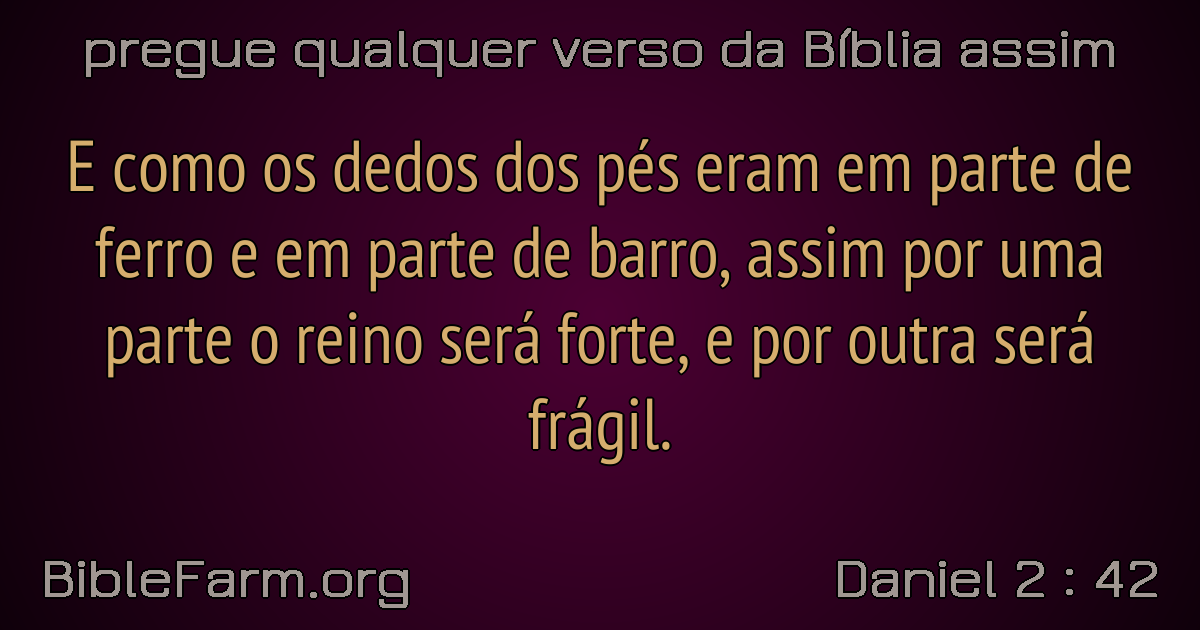 pregue qualquer verso da Bíblia assim
E como os dedos dos pés eram em parte de
ferro e em parte de barro, assim por uma
parte o reino será forte, e por outra será
frágil.
BibleFarm.org
Daniel 2 : 42